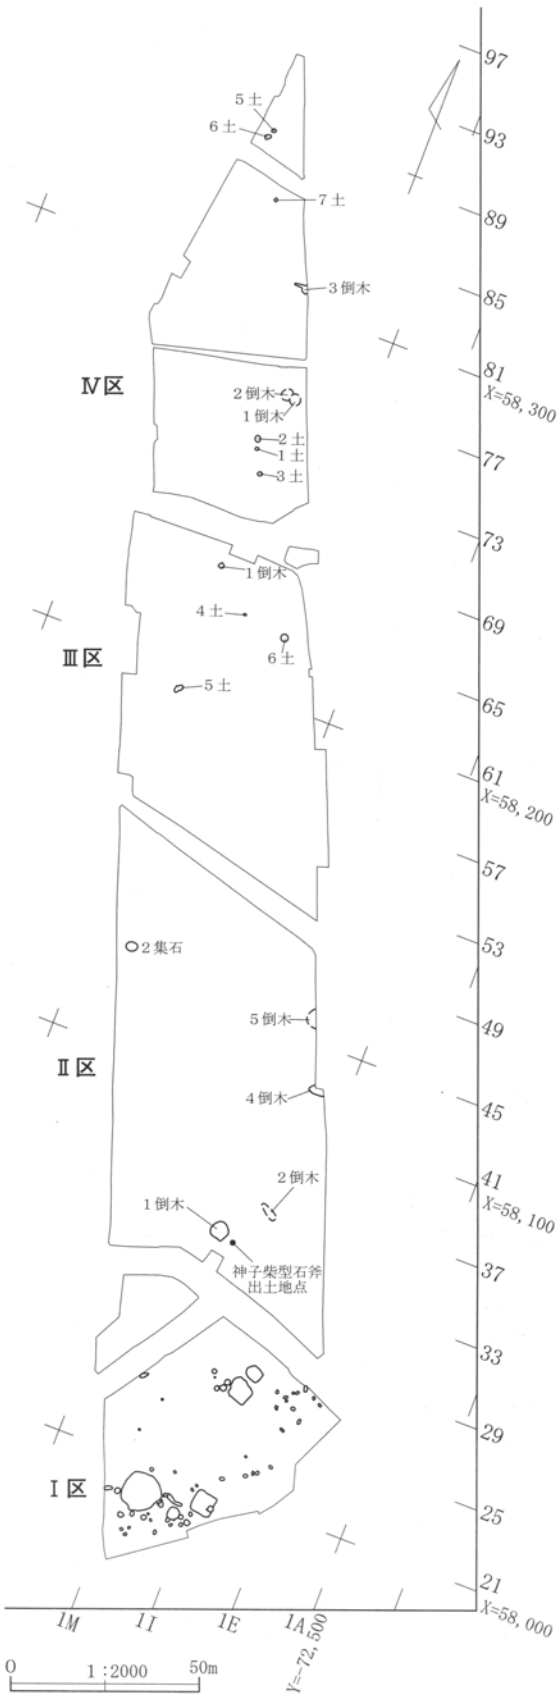 97
5土
6土
93
7土
89
3倒木
85
Ⅳ区
81
X=58,300
2倒木
1倒木
2土
1土
77
3土
73
1倒木
4土
69
6土
Ⅲ区
5土
65
61
X=58,200
57
2集石
53
5倒木
49
Ⅱ区
4倒木
45
2倒木
41
X=58,100
1倒木
神子柴型石斧
出土地点
37
33
29
Ⅰ区
25
21
X=58,000
1M
1I
1E
1A
Y=-72,500
0
1:2000
50m